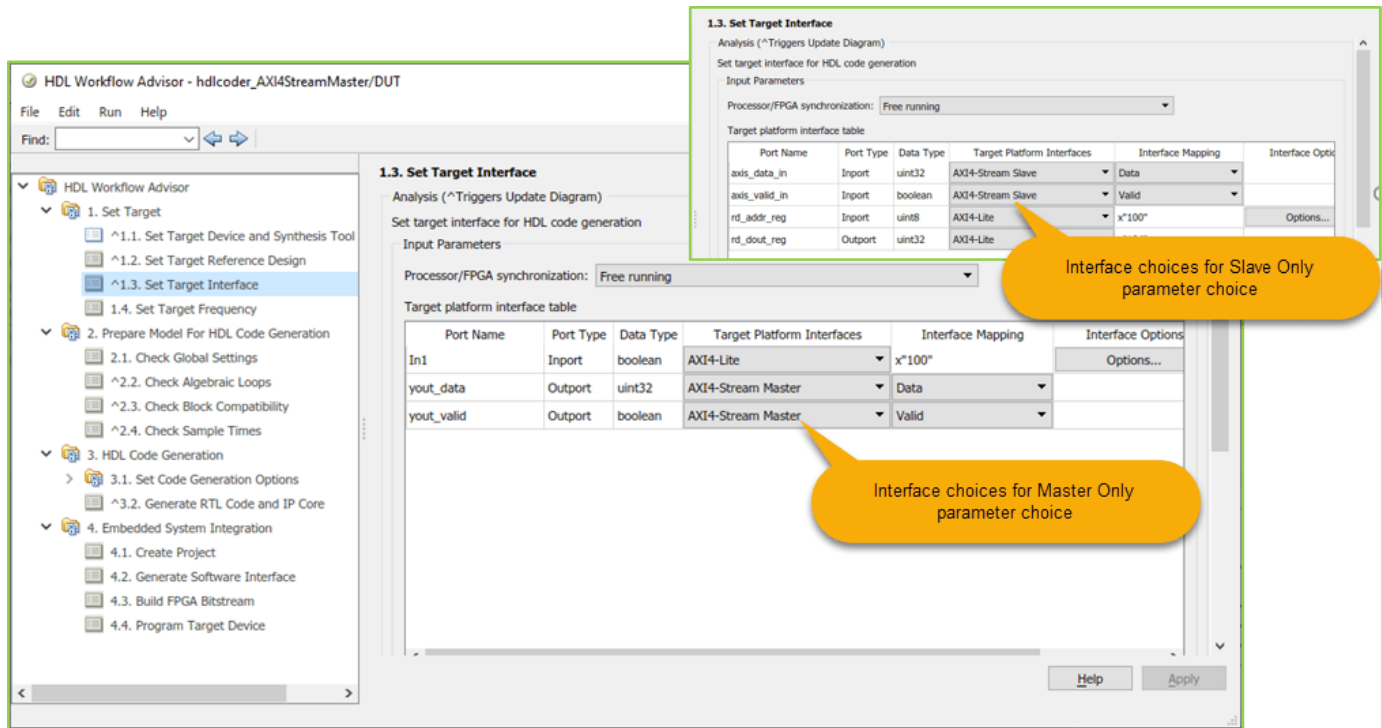 HDL Workflow Advisor - hdlcoder_AXI4StreamMaster/DUT
File Edit Run Help
Find:
HDL Workflow Advisor
1. Set Target
^1.1. Set Target Device and Synthesis Tool
^1.2. Set Target Reference Design
^1.3. Set Target Interface
1.4. Set Target Frequency
2. Prepare Model For HDL Code Generation
2.1. Check Global Settings
^2.2. Check Algebraic Loops
^2.3. Check Block Compatibility
^2.4. Check Sample Times
3. HDL Code Generation
3.1. Set Code Generation Options
^3.2. Generate RTL Code and IP Core
4. Embedded System Integration
4.1. Create Project
4.2. Generate Software Interface
4.3. Build FPGA Bitstream
4.4. Program Target Device
1.3. Set Target Interface
Analysis (^Triggers Update Diagram)
Set target interface for HDL code generation
Input Parameters
Processor/FPGA synchronization: Free running
Target platform interface table
Port Name Port Type Data Type Target Platform Interfaces Interface Mapping Interface Options
In1 Inport boolean AXI4-Lite x"100" Options...
yout_data Outport uint32 AXI4-Stream Master Data
yout_valid Outport boolean AXI4-Stream Master Valid
Interface choices for Master Only
parameter choice
Help Apply
1.3. Set Target Interface
Analysis (^Triggers Update Diagram)
Set target interface for HDL code generation
Input Parameters
Processor/FPGA synchronization: Free running
Target platform interface table
Port Name Port Type Data Type Target Platform Interfaces Interface Mapping Interface Optic
axis_data_in Inport uint32 AXI4-Stream Slave Data
axis_valid_in Inport boolean AXI4-Stream Slave Valid
rd_addr_reg Inport uint8 AXI4-Lite x"100" Options...
rd_dout_reg Outport uint32 AXI4-Lite
Interface choices for Slave Only
parameter choice